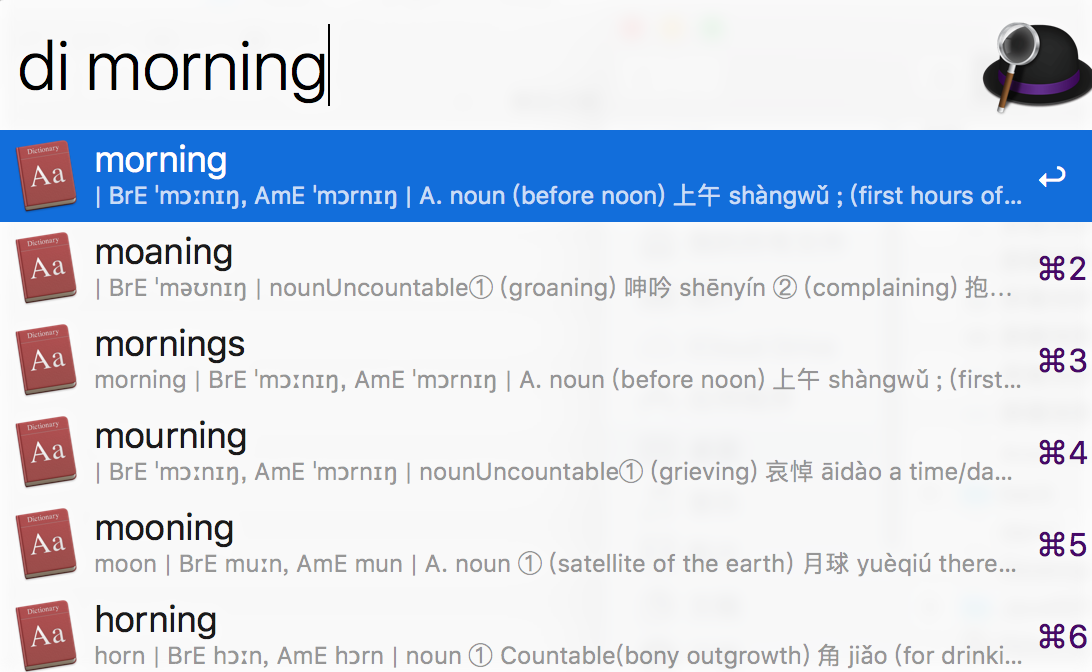 di morning
Dictionary
Aa
morning
| BrE ˈmɔːnɪŋ, AmE ˈmɔrnɪŋ | A. noun (before noon) 上午 shàngwǔ ; (first hours of…
↩
Dictionary
Aa
moaning
| BrE ˈməʊnɪŋ | nounUncountable① (groaning) 呻吟 shēnyín ② (complaining) 抱…
⌘2
Dictionary
Aa
mornings
morning | BrE ˈmɔːnɪŋ, AmE ˈmɔrnɪŋ | A. noun (before noon) 上午 shàngwǔ ; (first…
⌘3
Dictionary
Aa
mourning
| BrE ˈmɔːnɪŋ, AmE ˈmɔrnɪŋ | nounUncountable① (grieving) 哀悼 āidào a time/da…
⌘4
Dictionary
Aa
mooning
moon | BrE muːn, AmE mun | A. noun ① (satellite of the earth) 月球 yuèqiú there…
⌘5
Dictionary
Aa
horning
horn | BrE hɔːn, AmE hɔrn | noun ① Countable(bony outgrowth) 角 jiǎo (for drinki…
⌘6